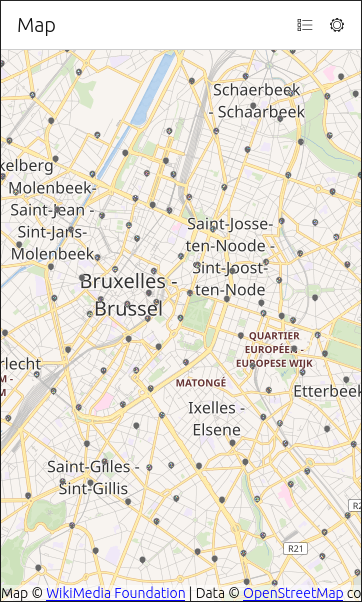 Map
Schaerbeek
- Schaarbeek
kelberg
Molenbeek-
Saint-Jean -
Sint-Jans-
Molenbeek
Saint-Josse-
ten-Noode -
Sint-Joost-
ten-Node
Bruxelles -
Brussel
QUARTIER
EUROPÉEN -
EUROPESE WIJK
rlecht
M -
M
MATONGÉ
Etterbeek
Ixelles -
Elsene
Saint-Gilles -
Sint-Gillis
R2
R21
Map © WikiMedia Foundation | Data © OpenStreetMap co